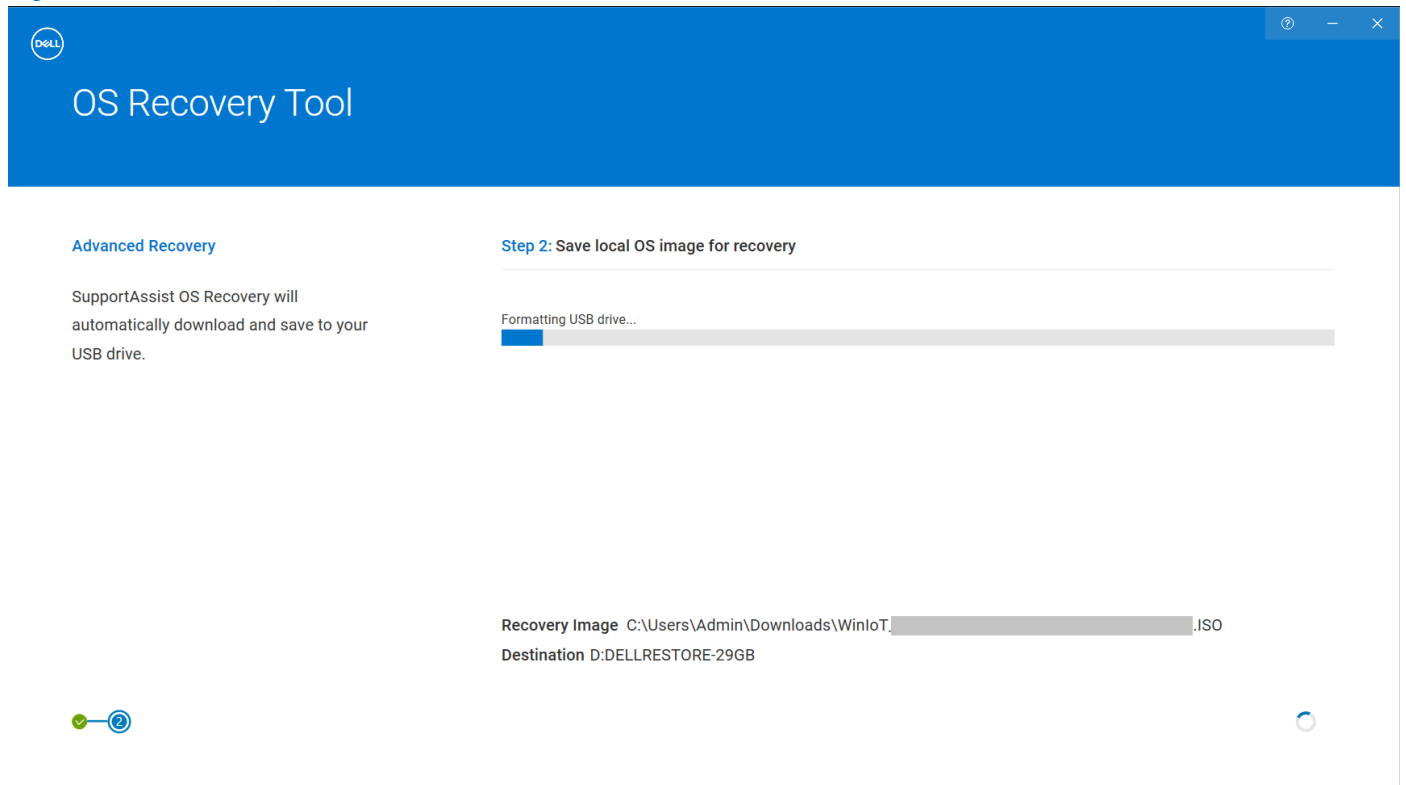 DELL
OS Recovery Tool
Advanced Recovery
SupportAssist OS Recovery will
automatically download and save to your
USB drive.
Step 2: Save local OS image for recovery
Formatting USB drive...
Recovery Image C:\Users\Admin\Downloads\WinIoT_ .ISO
Destination D:DELLRESTORE-29GB
2